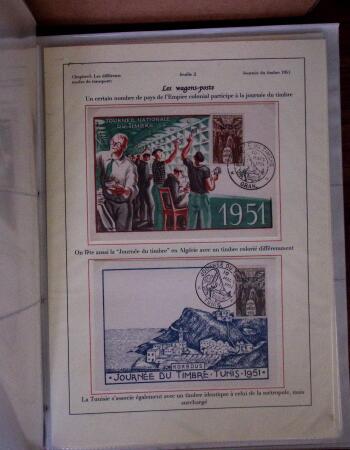 Chapitre5. Les différents modes de transports
feuille 2
Journée du timbre 1951
Les wagons-poste
Un certain nombre de pays de l'Empire colonial participe à la journée du timbre
JOURNÉE NATIONALE
DU TIMBRE
ORAN
1951
On fête aussi la "Journée du timbre" en Algérie avec un timbre colorié différemment
KORBOUS
JOURNÉE DU TIMBRE · TUNIS · 1951
La Tunisie s'associe également avec un timbre identique à celui de la métropole, mais
surchargé